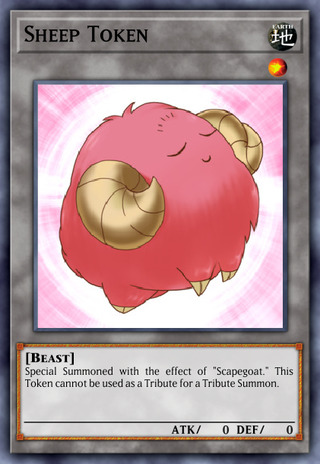 Sheep Token
EARTH
地
[Beast]
Special Summoned with the effect of "Scapegoat." This
Token cannot be used as a Tribute for a Tribute Summon.
ATK/ 0 DEF/ 0